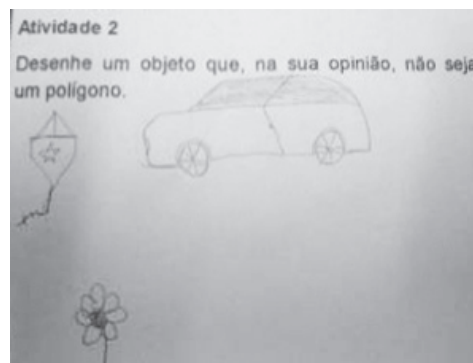 Atividade 2
Desenhe um objeto que, na sua opinião, não seja
um polígono.